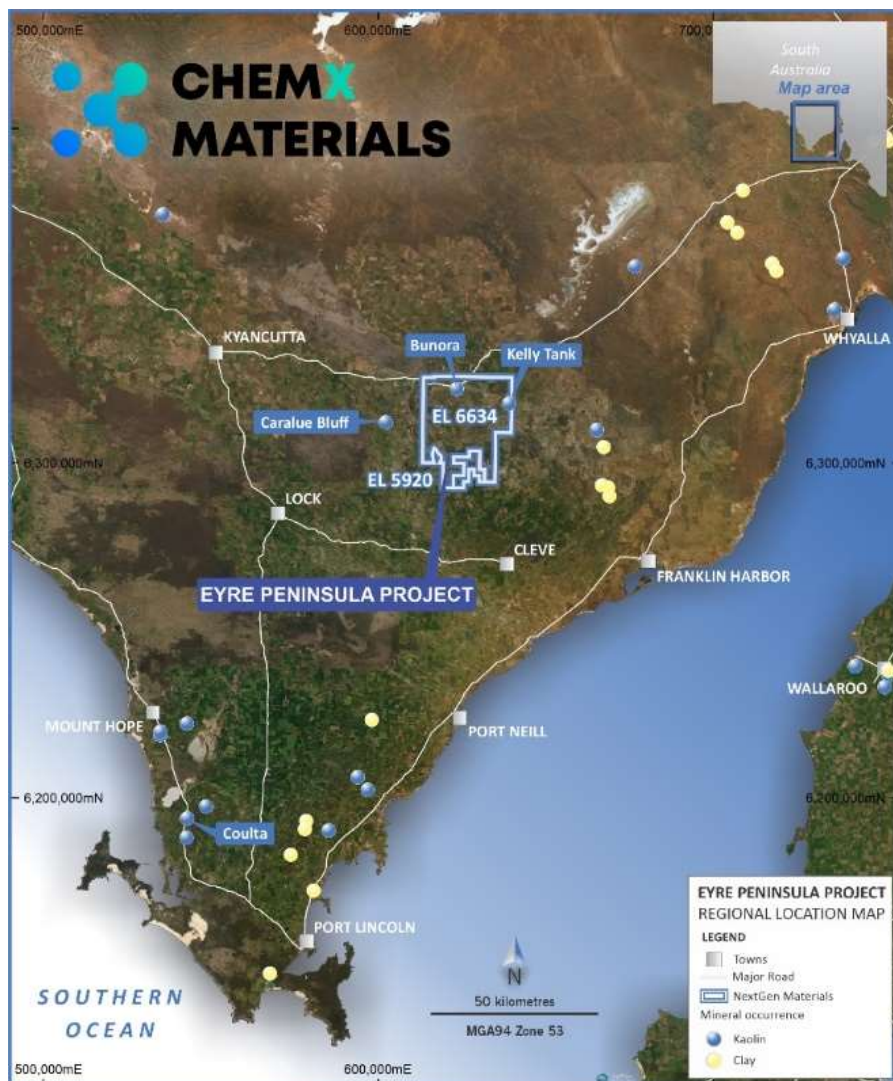 500,000mE
600,000mE
700,
South
Australia
Map area
CHEMX
MATERIALS
KYANCUTTA
WHYALLA
Bunora
Kelly Tank
Caralue Bluff
EL 6634
6,300,000mN
6,300,000mN
EL 5920
LOCK
CLEVE
FRANKLIN HARBOR
EYRE PENINSULA PROJECT
WALLAROO
MOUNT HOPE
PORT NEILL
6,200,000mN
6,200,000mN
Coulta
PORT LINCOLN
SOUTHERN
OCEAN
N
50 kilometres
MGA94 Zone 53
EYRE PENINSULA PROJECT
REGIONAL LOCATION MAP
LEGEND
Towns
Major Road
NextGen Materials
Mineral occurrence
Kaolin
Clay
500,000mE
600,000mE